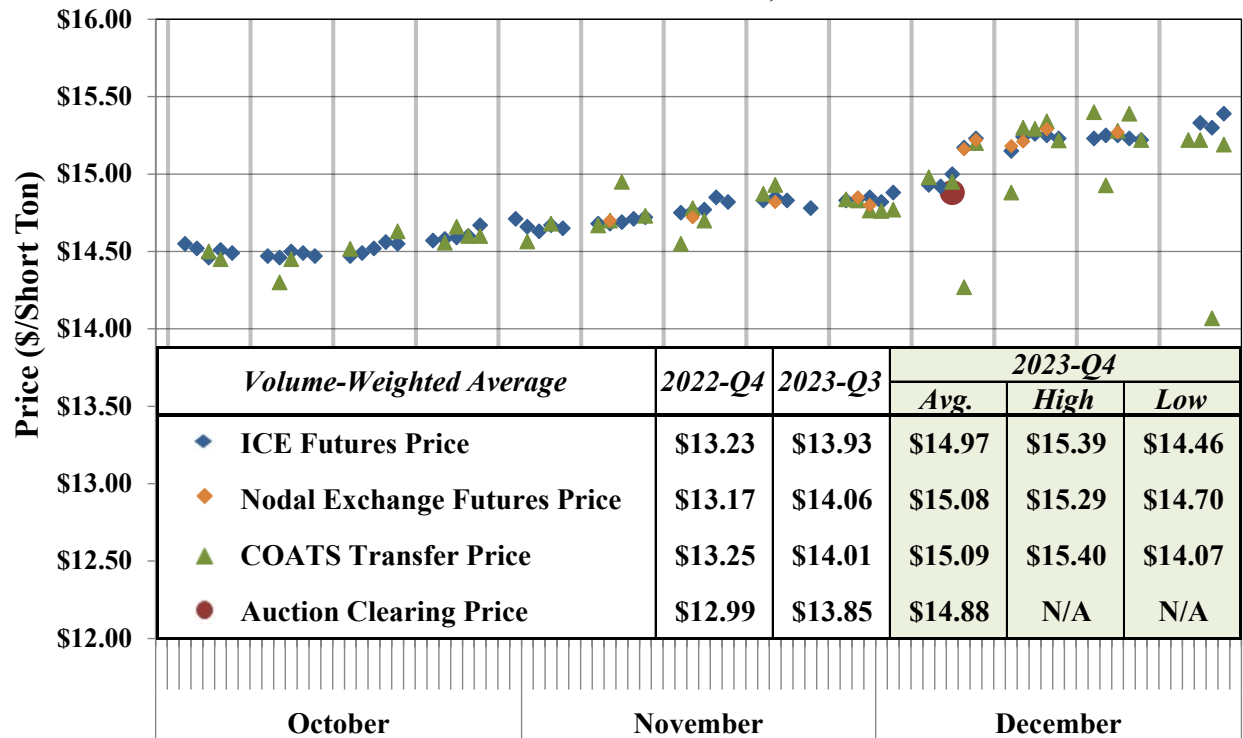 $16.00
$15.50
$15.00
$14.50
$14.00
$13.50
$13.00
$12.50
$12.00
Price ($/Short Ton)
Volume-Weighted Average 2022-Q4 2023-Q3 2023-Q4
Avg. High Low
ICE Futures Price $13.23 $13.93 $14.97 $15.39 $14.46
Nodal Exchange Futures Price $13.17 $14.06 $15.08 $15.29 $14.70
COATS Transfer Price $13.25 $14.01 $15.09 $15.40 $14.07
Auction Clearing Price $12.99 $13.85 $14.88 N/A N/A
October November December